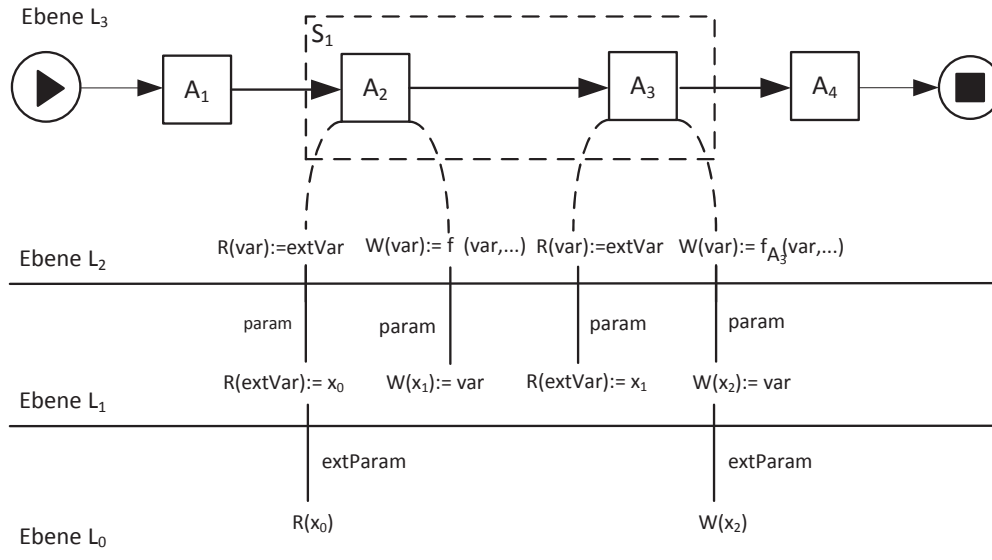 Ebene L₃
S₁
A₁
A₂
A₃
A₄
R(var):=extVar
W(var):= f (var,...)
R(var):=extVar
W(var):= f_A₃(var,...)
Ebene L₂
param
param
param
param
R(extVar):= x₀
W(x₁):= var
R(extVar):= x₁
W(x₂):= var
Ebene L₁
extParam
extParam
R(x₀)
W(x₂)
Ebene L₀